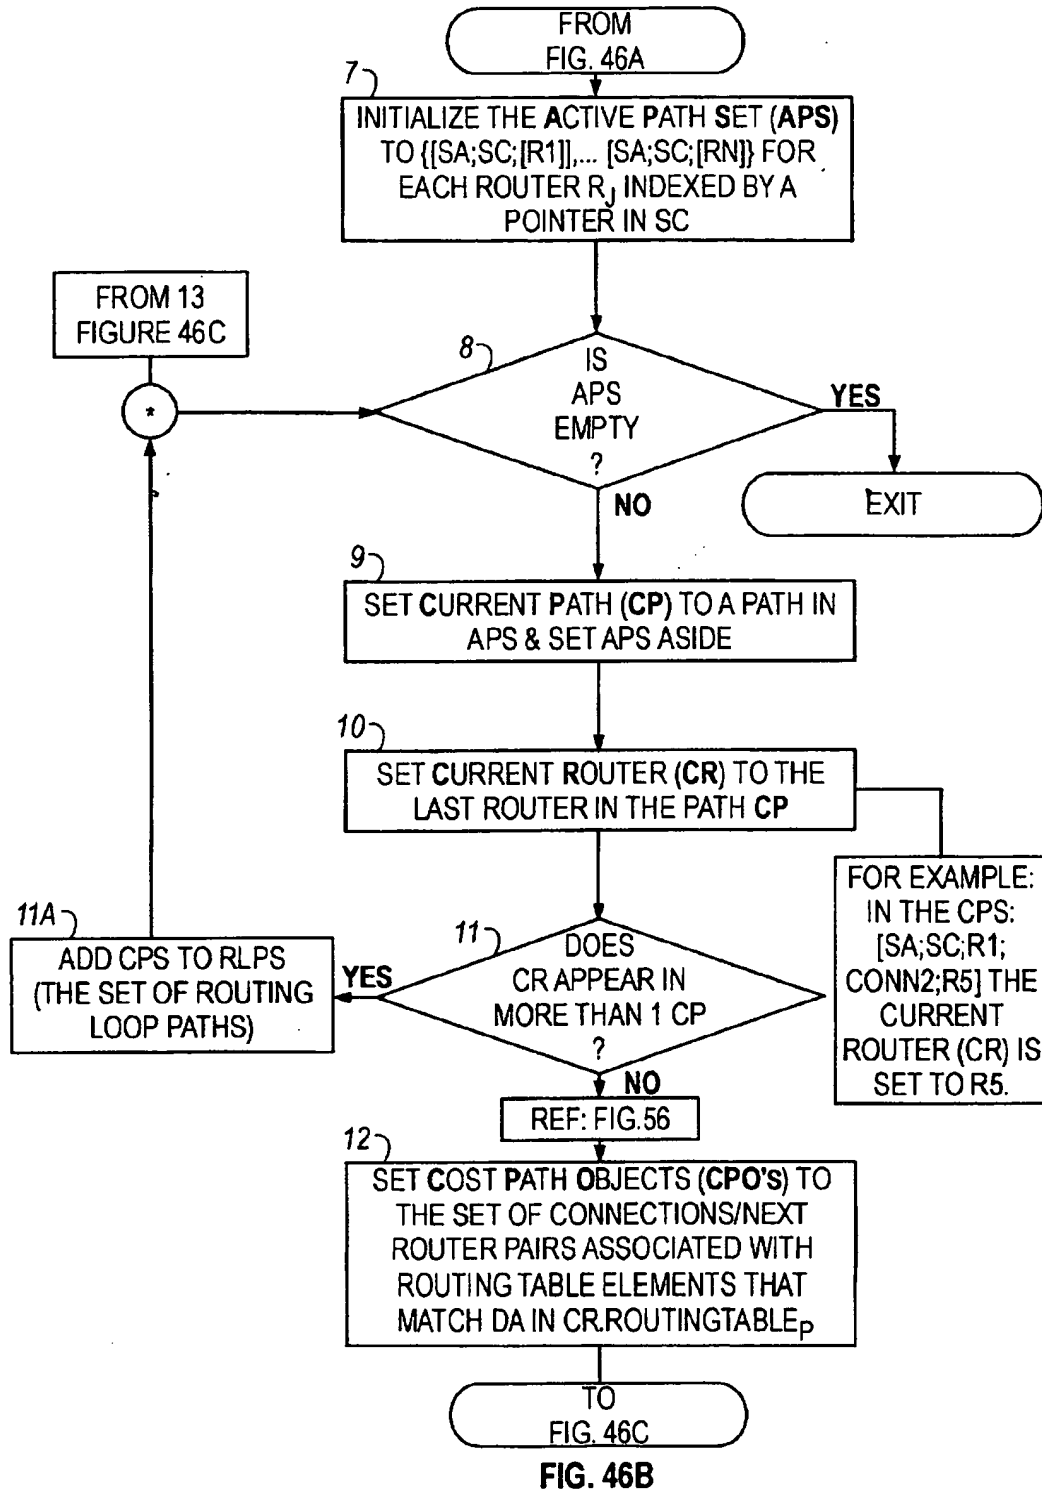 FROM
FIG. 46A
7
INITIALIZE THE ACTIVE PATH SET (APS)
TO {[SA;SC;[R1]],... [SA;SC;[RN]} FOR
EACH ROUTER RJ INDEXED BY A
POINTER IN SC
FROM 13
FIGURE 46C
*
8
IS
APS
EMPTY
?
YES
EXIT
NO
9
SET CURRENT PATH (CP) TO A PATH IN
APS & SET APS ASIDE
10
SET CURRENT ROUTER (CR) TO THE
LAST ROUTER IN THE PATH CP
FOR EXAMPLE:
IN THE CPS:
[SA;SC;R1;
CONN2;R5] THE
CURRENT
ROUTER (CR) IS
SET TO R5.
11
DOES
CR APPEAR IN
MORE THAN 1 CP
?
YES
11A
ADD CPS TO RLPS
(THE SET OF ROUTING
LOOP PATHS)
NO
REF: FIG.56
12
SET COST PATH OBJECTS (CPO'S) TO
THE SET OF CONNECTIONS/NEXT
ROUTER PAIRS ASSOCIATED WITH
ROUTING TABLE ELEMENTS THAT
MATCH DA IN CR.ROUTINGTABLEP
TO
FIG. 46C
FIG. 46B